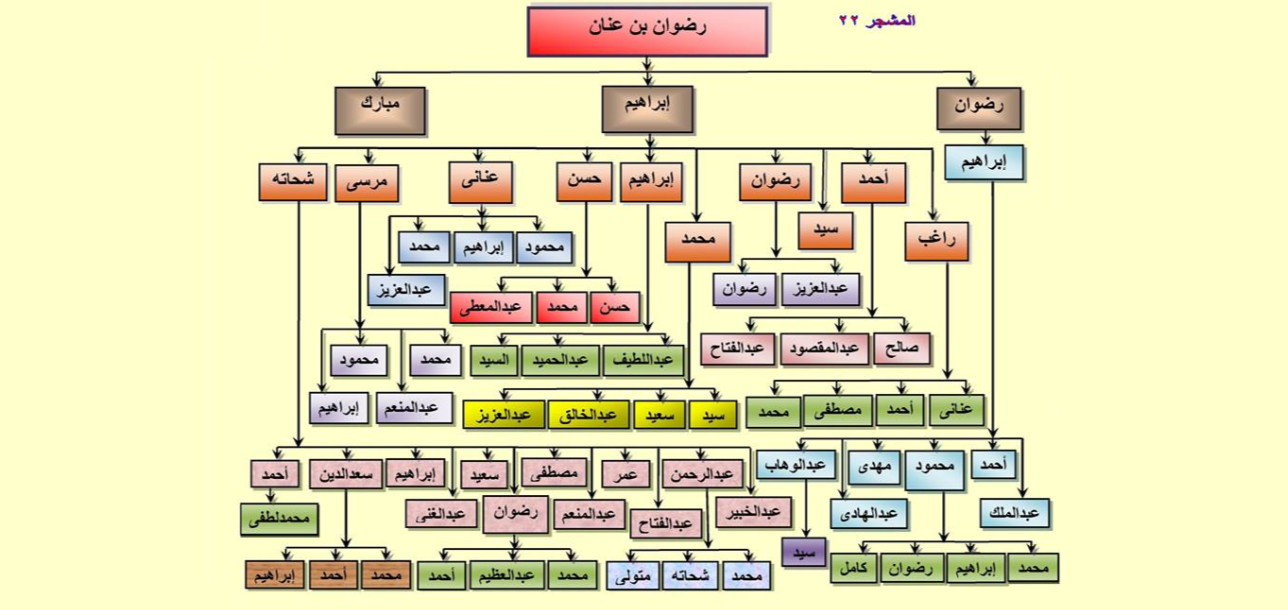 المشجر ٢٢
رضوان بن عنان
رضوان إبراهيم مبارك
إبراهيم
أحمد رضوان إبراهيم حسن عنانى مرسى شحاته
راغب سيد محمد
محمود إبراهيم محمد
عبدالعزيز رضوان عبدالعزيز
حسن محمد عبدالمعطى
صالح عبدالمقصود عبدالفتاح عبداللطيف عبدالحميد السيد محمد محمود
عنانى أحمد مصطفى محمد سيد سعيد عبدالخالق عبدالعزيز عبدالمنعم إبراهيم
أحمد محمود مهدى عبدالوهاب عبدالرحمن عمر مصطفى سعيد إبراهيم سعدالدين أحمد
عبدالملك عبدالهادى عبدالخبير عبدالفتاح عبدالمنعم رضوان عبدالغنى محمدلطفى
سيد
محمد إبراهيم رضوان كامل محمد شحاته متولى محمد عبدالعظيم أحمد محمد أحمد إبراهيم